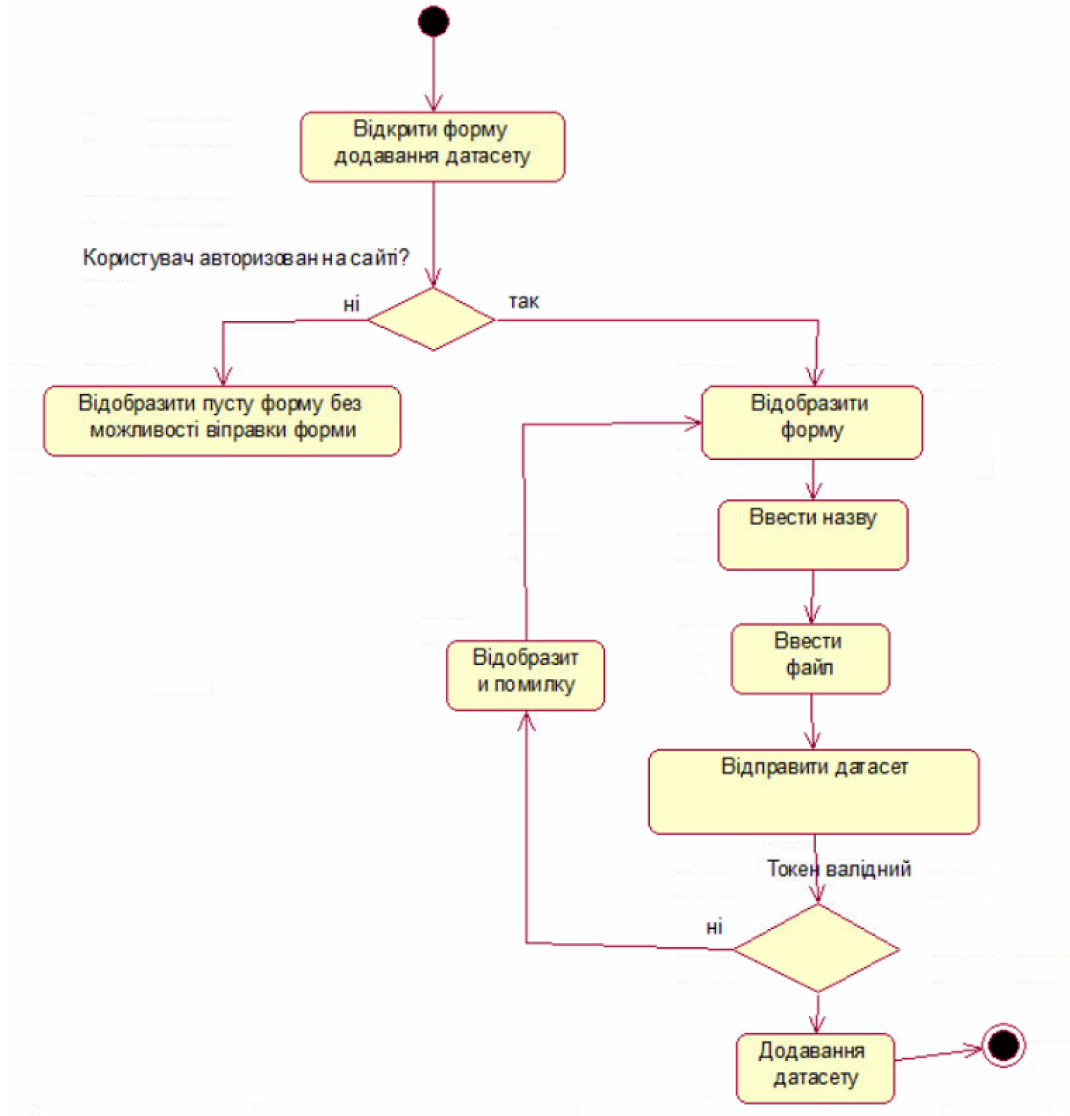 Відкрити форму
додавання датасету
Користувач авторизован на сайті?
ні
так
Відобразити пусту форму без
можливості віправки форми
Відобразити
форму
Ввести назву
Ввести
файл
Відобразит
и помилку
Відправити датасет
Токен валідний
ні
Додавання
датасету